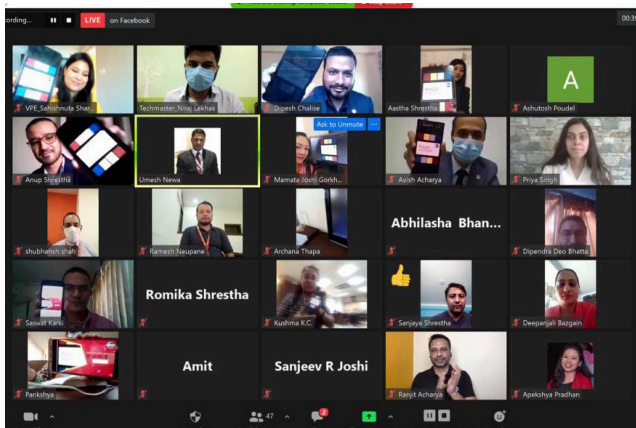 LIVE on Facebook
VPE_Sahishnuta Shar...
Techmaster_Niraj Lekhak
Dipesh Chalise
Aastha Shrestha
A
Ashutosh Poudel
Ask to Unmute
Anup Shrestha
Umesh Newa
Mamata Joshi Gorkh...
Avish Acharya
Priya Singh
shubhansh shah
Ramesh Neupane
Archana Thapa
Abhilasha Bhan...
Dipendra Deo Bhatta
Saswat Karki
Romika Shrestha
Kushma K.C.
Sanjaya Shrestha
Deepanjali Bazgain
Parikshya
Amit
Sanjeev R Joshi
Ranjit Acharya
Apekshya Pradhan
47
2